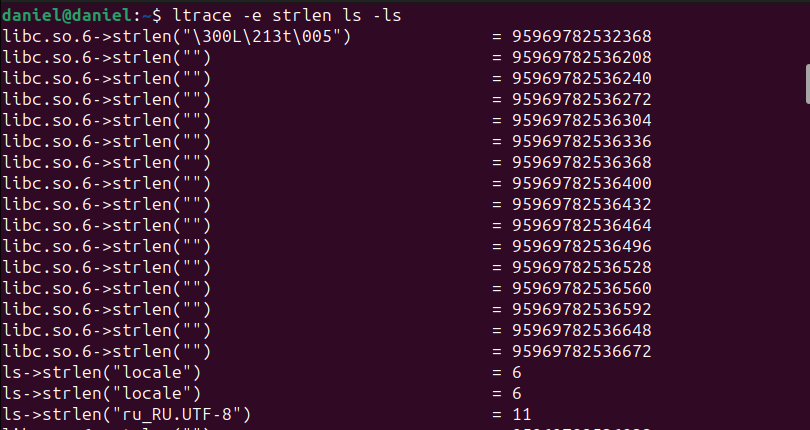 daniel@daniel:~$ ltrace -e strlen ls -ls
libc.so.6->strlen("\300L\213t\005") = 95969782532368
libc.so.6->strlen("") = 95969782536208
libc.so.6->strlen("") = 95969782536240
libc.so.6->strlen("") = 95969782536272
libc.so.6->strlen("") = 95969782536304
libc.so.6->strlen("") = 95969782536336
libc.so.6->strlen("") = 95969782536368
libc.so.6->strlen("") = 95969782536400
libc.so.6->strlen("") = 95969782536432
libc.so.6->strlen("") = 95969782536464
libc.so.6->strlen("") = 95969782536496
libc.so.6->strlen("") = 95969782536528
libc.so.6->strlen("") = 95969782536560
libc.so.6->strlen("") = 95969782536592
libc.so.6->strlen("") = 95969782536648
libc.so.6->strlen("") = 95969782536672
ls->strlen("locale") = 6
ls->strlen("locale") = 6
ls->strlen("ru_RU.UTF-8") = 11